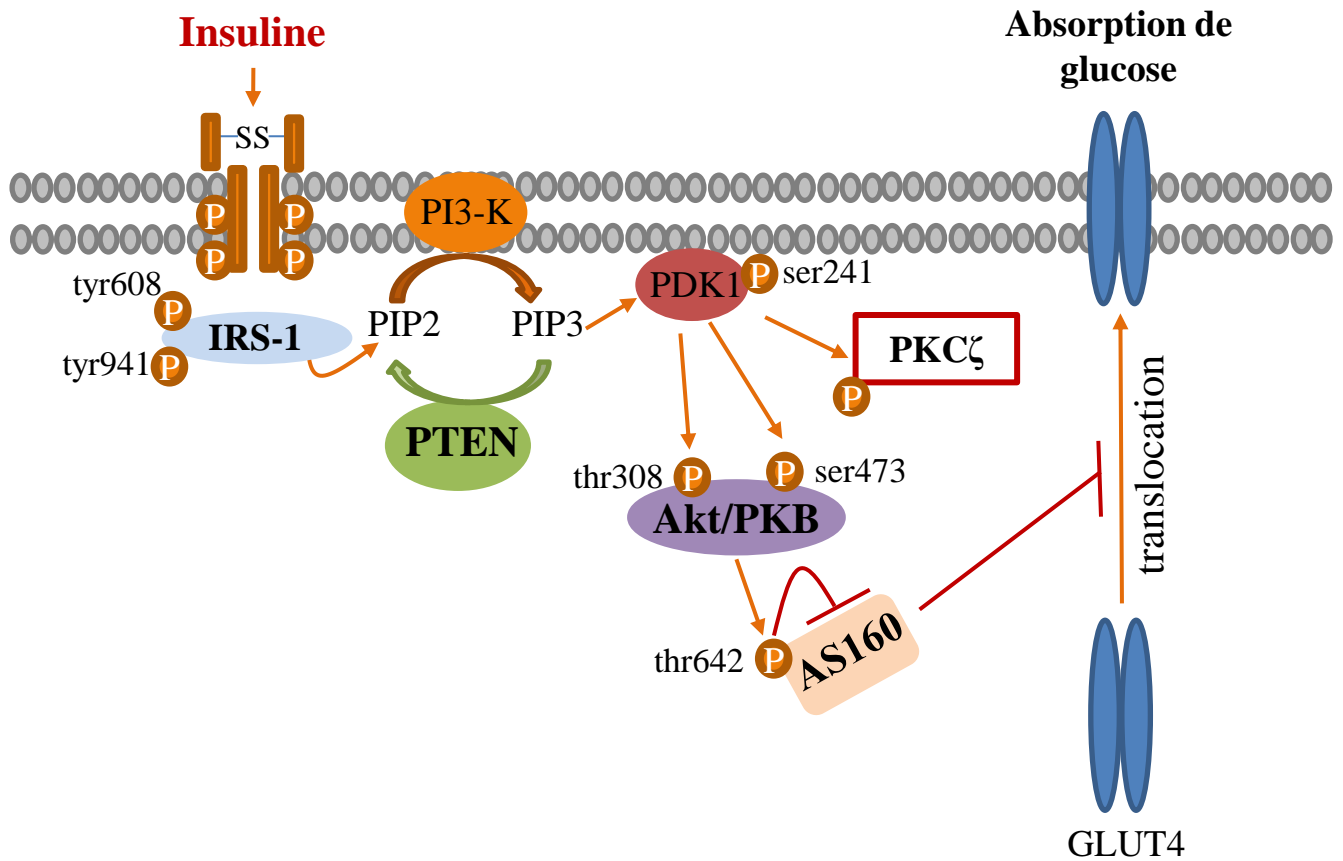 Insuline
Absorption de
glucose
SS
P
P
P
P
PI3-K
PDK1
P
ser241
tyr608
P
IRS-1
tyr941
P
PIP2
PIP3
PKCζ
P
PTEN
thr308
P
P
ser473
Akt/PKB
translocation
thr642
P
AS160
GLUT4